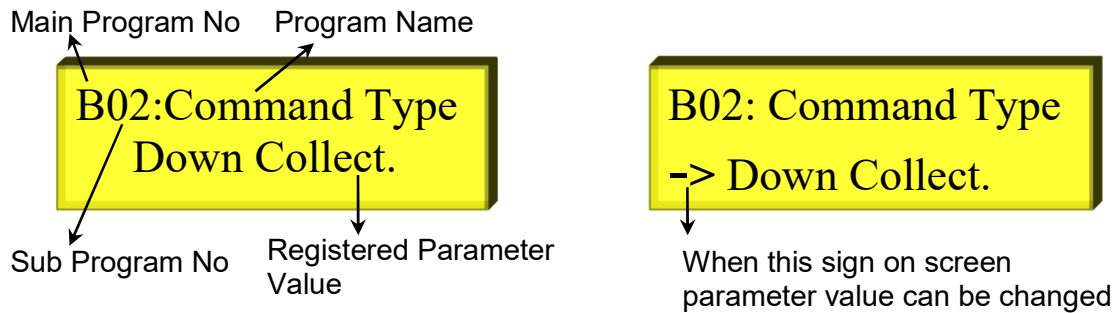 Main Program No
Program Name
B02:Command Type
Down Collect.
Sub Program No
Registered Parameter
Value
B02: Command Type
-> Down Collect.
When this sign on screen
parameter value can be changed